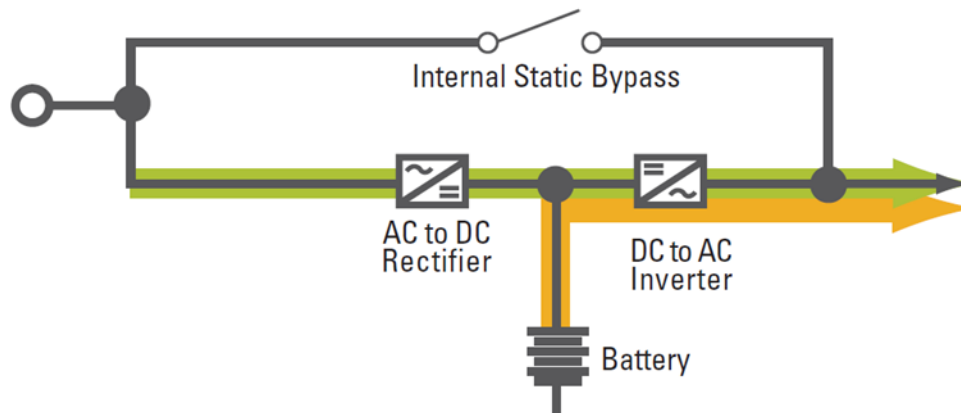 Internal Static Bypass
AC to DC
Rectifier
DC to AC
Inverter
Battery